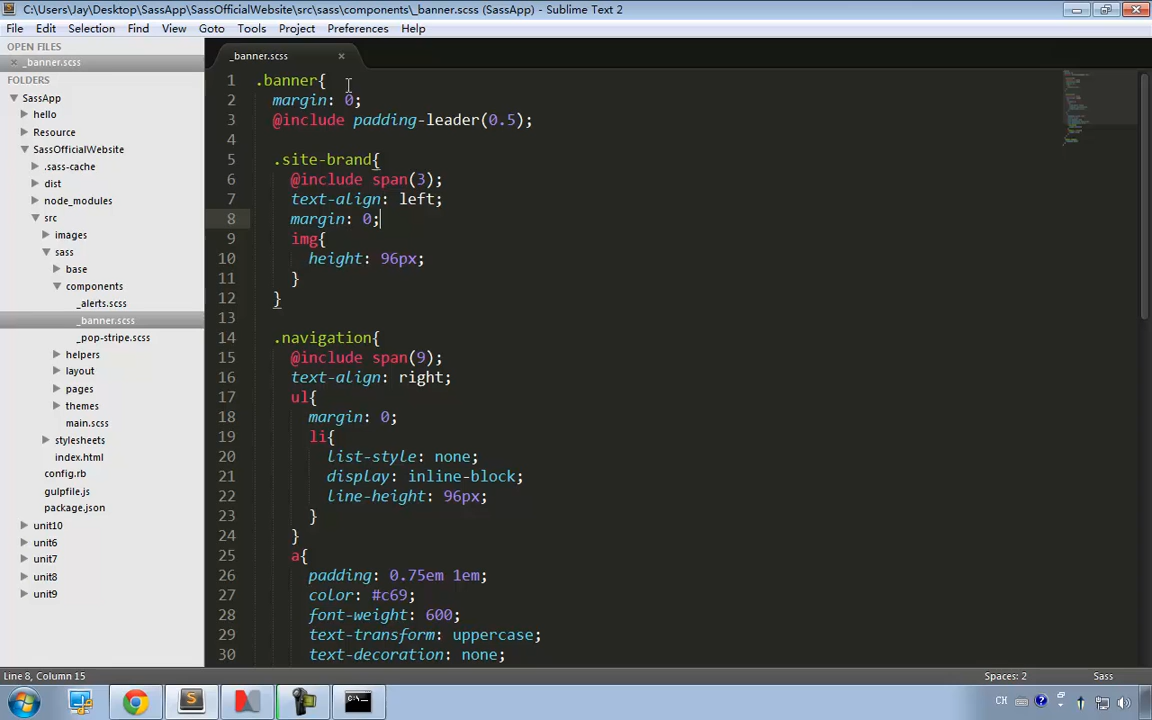 C:\Users\Jay\Desktop\SassApp\SassOfficialWebsite\src\sass\components\_banner.scss (SassApp) - Sublime Text 2
File Edit Selection Find View Goto Tools Project Preferences Help
OPEN FILES
_banner.scss
FOLDERS
SassApp
hello
Resource
SassOfficialWebsite
.sass-cache
dist
node_modules
src
images
sass
base
components
_alerts.scss
_banner.scss
_pop-stripe.scss
helpers
layout
pages
themes
main.scss
stylesheets
index.html
config.rb
gulpfile.js
package.json
unit10
unit6
unit7
unit8
unit9
_banner.scss
1 .banner{
2 margin: 0;
3 @include padding-leader(0.5);
4
5 .site-brand{
6 @include span(3);
7 text-align: left;
8 margin: 0;
9 img{
10 height: 96px;
11 }
12 }
13
14 .navigation{
15 @include span(9);
16 text-align: right;
17 ul{
18 margin: 0;
19 li{
20 list-style: none;
21 display: inline-block;
22 line-height: 96px;
23 }
24 }
25 a{
26 padding: 0.75em 1em;
27 color: #c69;
28 font-weight: 600;
29 text-transform: uppercase;
30 text-decoration: none;
Line 8, Column 15 Spaces: 2 Sass
CH